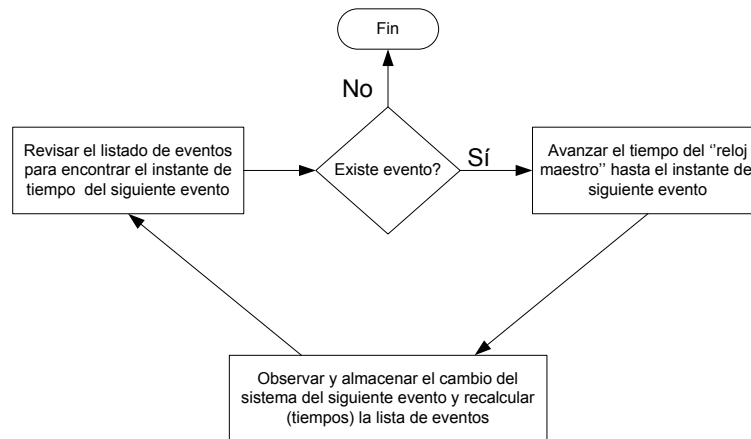 Fin
No
Revisar el listado de eventos
para encontrar el instante de
tiempo del siguiente evento
Existe evento?
Sí
Avanzar el tiempo del ‘’reloj
maestro’’ hasta el instante de
siguiente evento
Observar y almacenar el cambio del
sistema del siguiente evento y recalcular
(tiempos) la lista de eventos